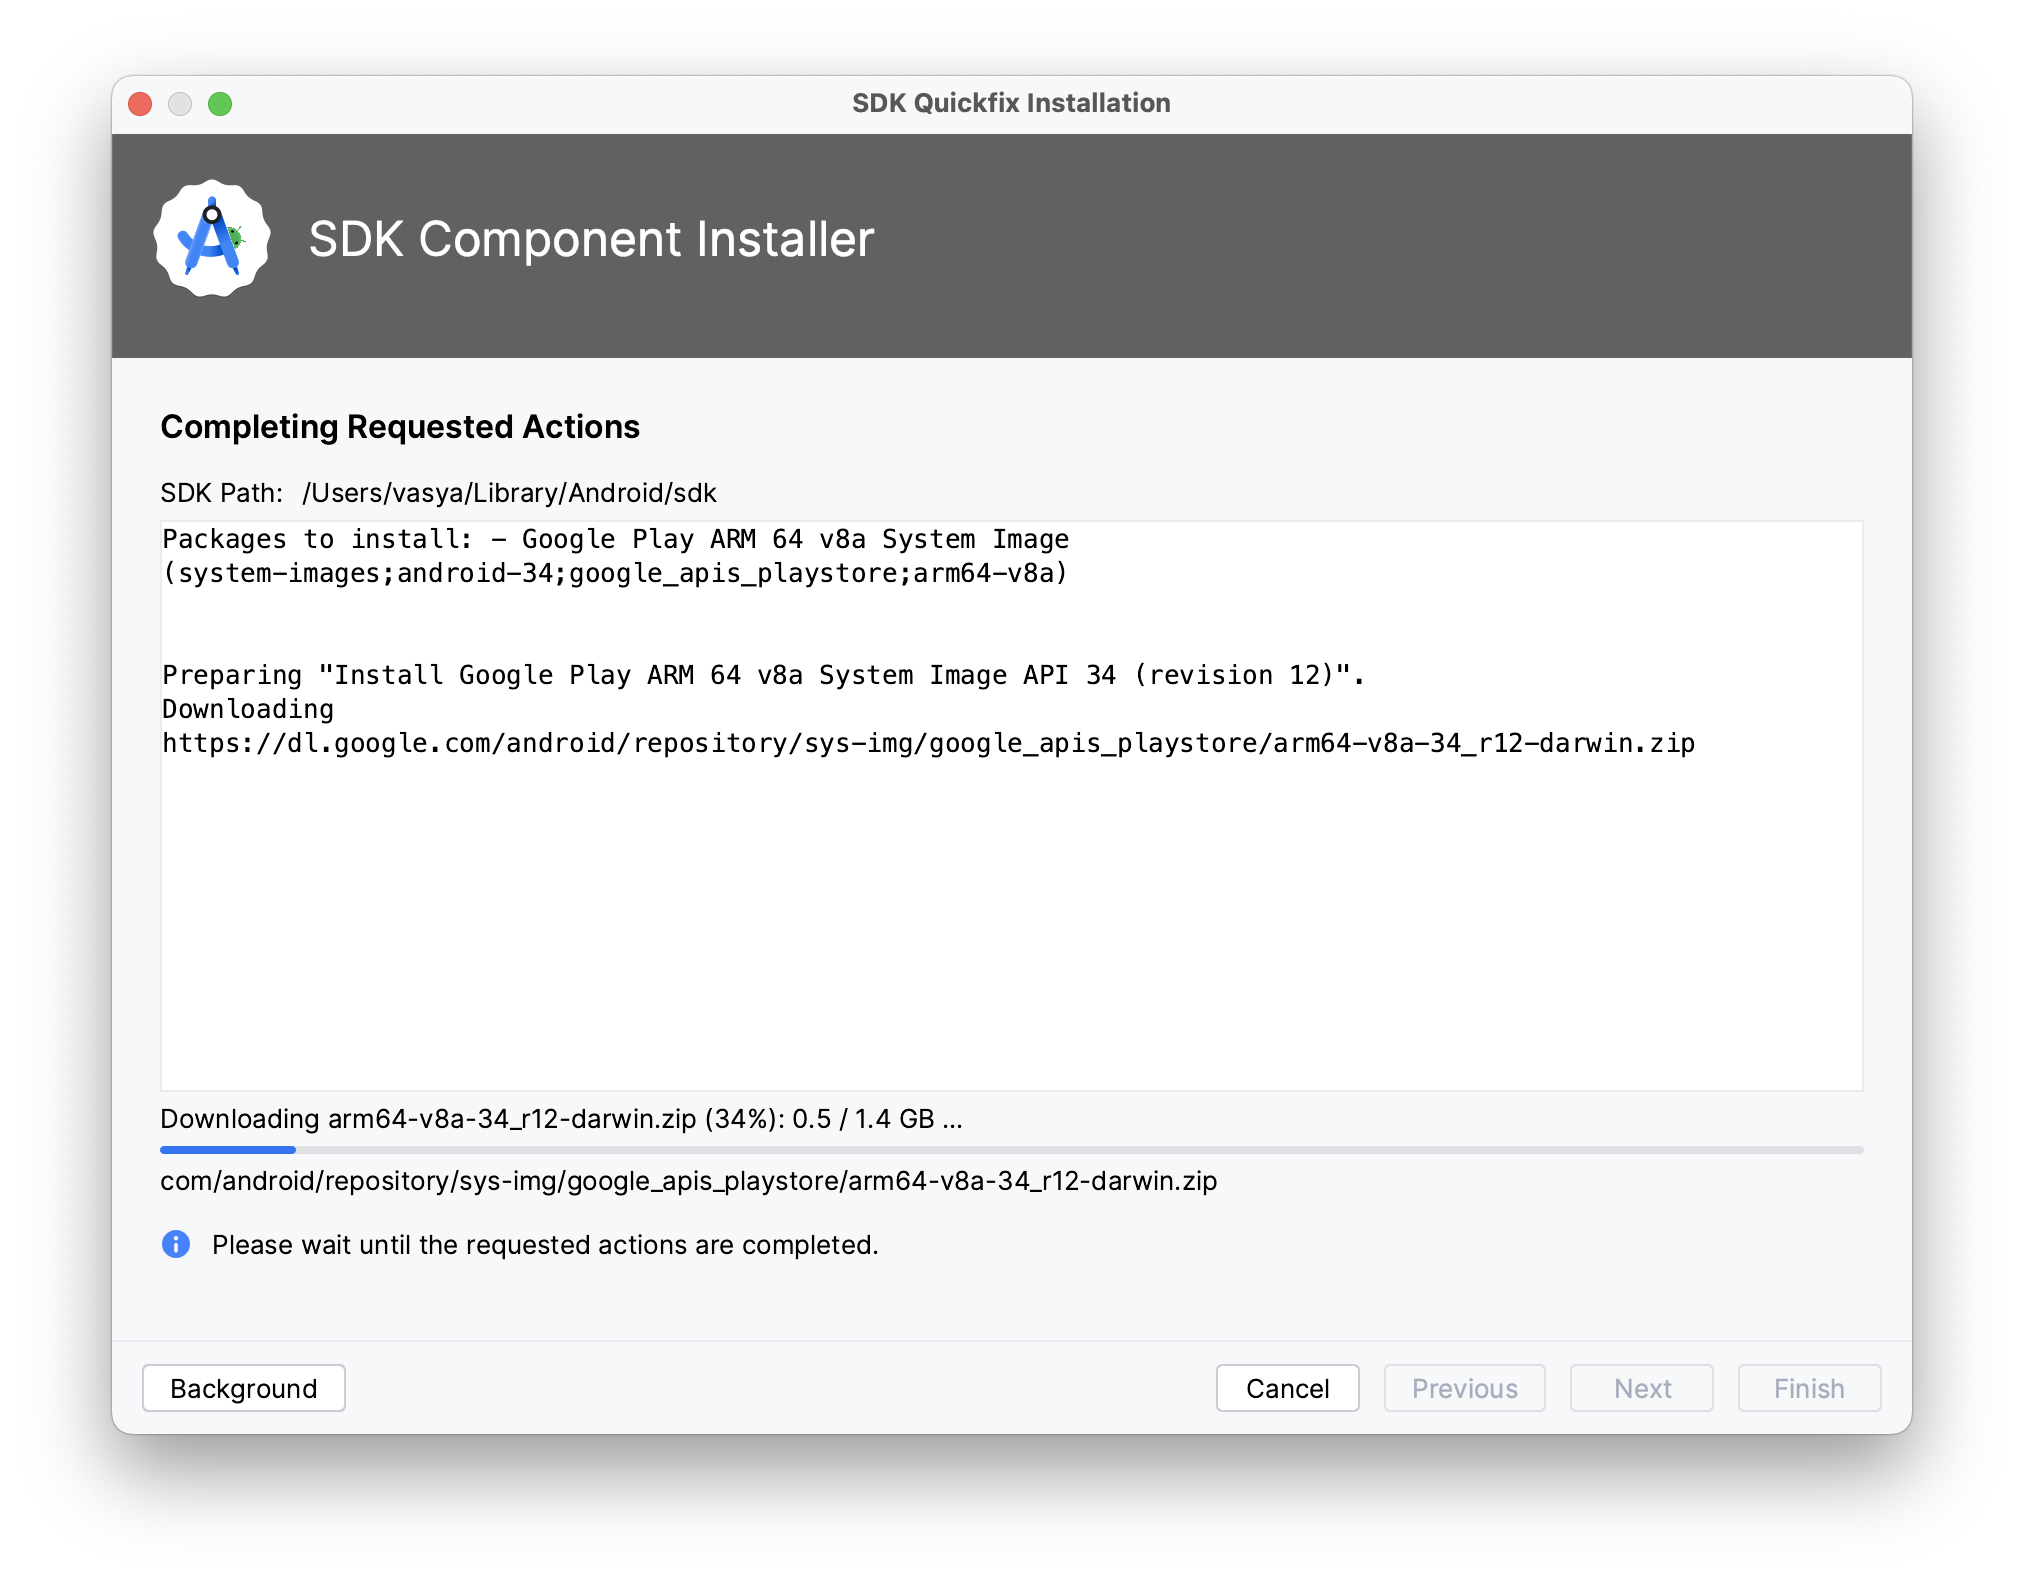 SDK Quickfix Installation
SDK Component Installer
Completing Requested Actions
SDK Path: /Users/vasya/Library/Android/sdk
Packages to install: - Google Play ARM 64 v8a System Image
(system-images;android-34;google_apis_playstore;arm64-v8a)
Preparing "Install Google Play ARM 64 v8a System Image API 34 (revision 12)".
Downloading
https://dl.google.com/android/repository/sys-img/google_apis_playstore/arm64-v8a-34_r12-darwin.zip
Downloading arm64-v8a-34_r12-darwin.zip (34%): 0.5 / 1.4 GB ...
com/android/repository/sys-img/google_apis_playstore/arm64-v8a-34_r12-darwin.zip
Please wait until the requested actions are completed.
Background Cancel Previous Next Finish